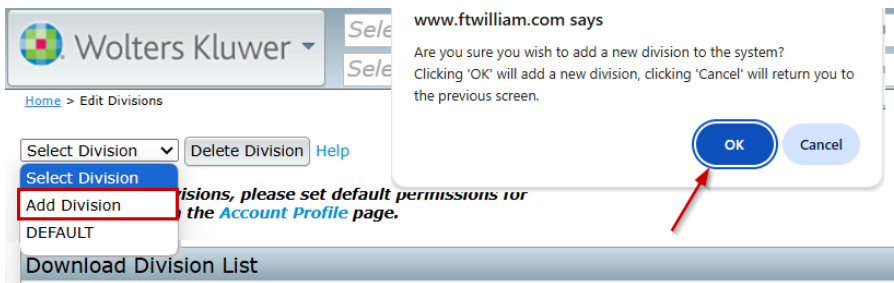 Wolters Kluwer
Sele
Sele
www.ftwilliam.com says
Are you sure you wish to add a new division to the system?
Clicking 'OK' will add a new division, clicking 'Cancel' will return you to
the previous screen.
OK
Cancel
Home > Edit Divisions
Select Division
Delete Division
Help
Select Division
Add Division
DEFAULT
isions, please set default permissions for
the Account Profile page.
Download Division List